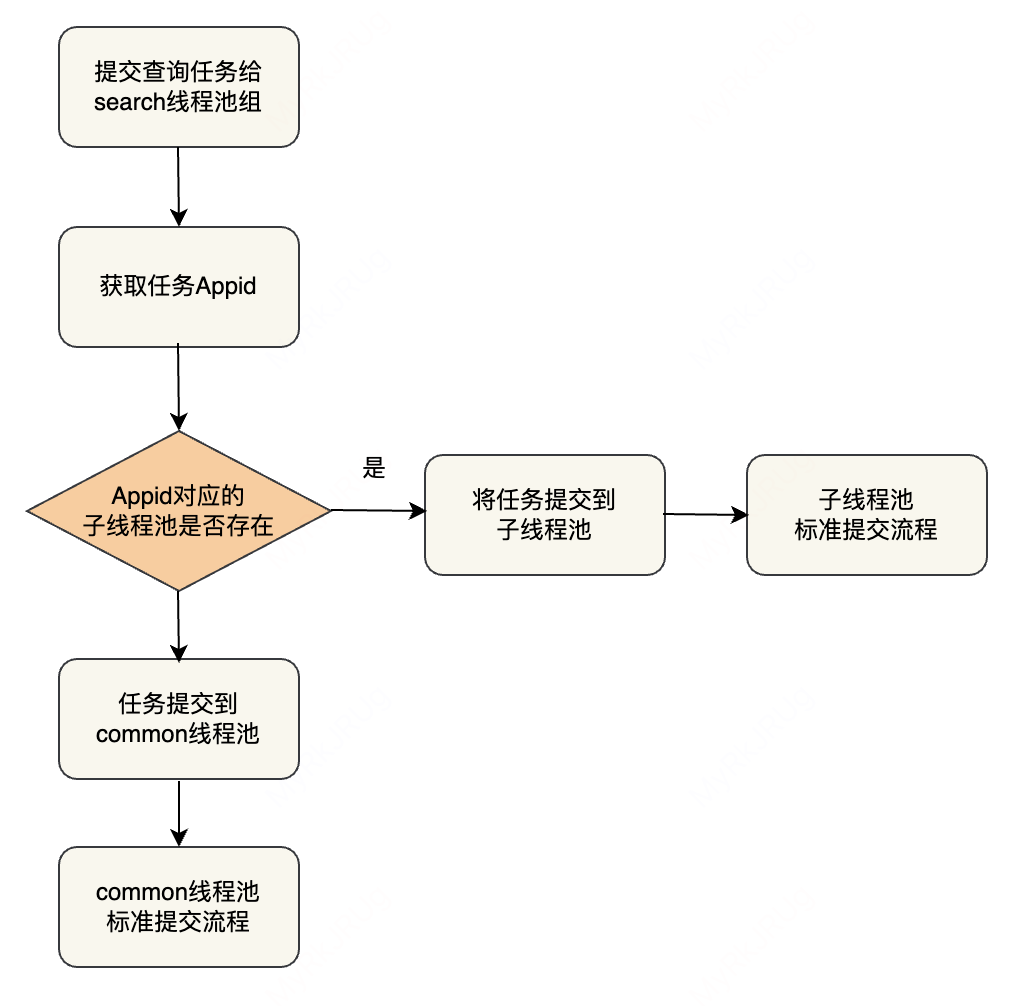 提交查询任务给
search线程池组
获取任务Appid
Appid对应的
子线程池是否存在
是
将任务提交到
子线程池
子线程池
标准提交流程
任务提交到
common线程池
common线程池
标准提交流程